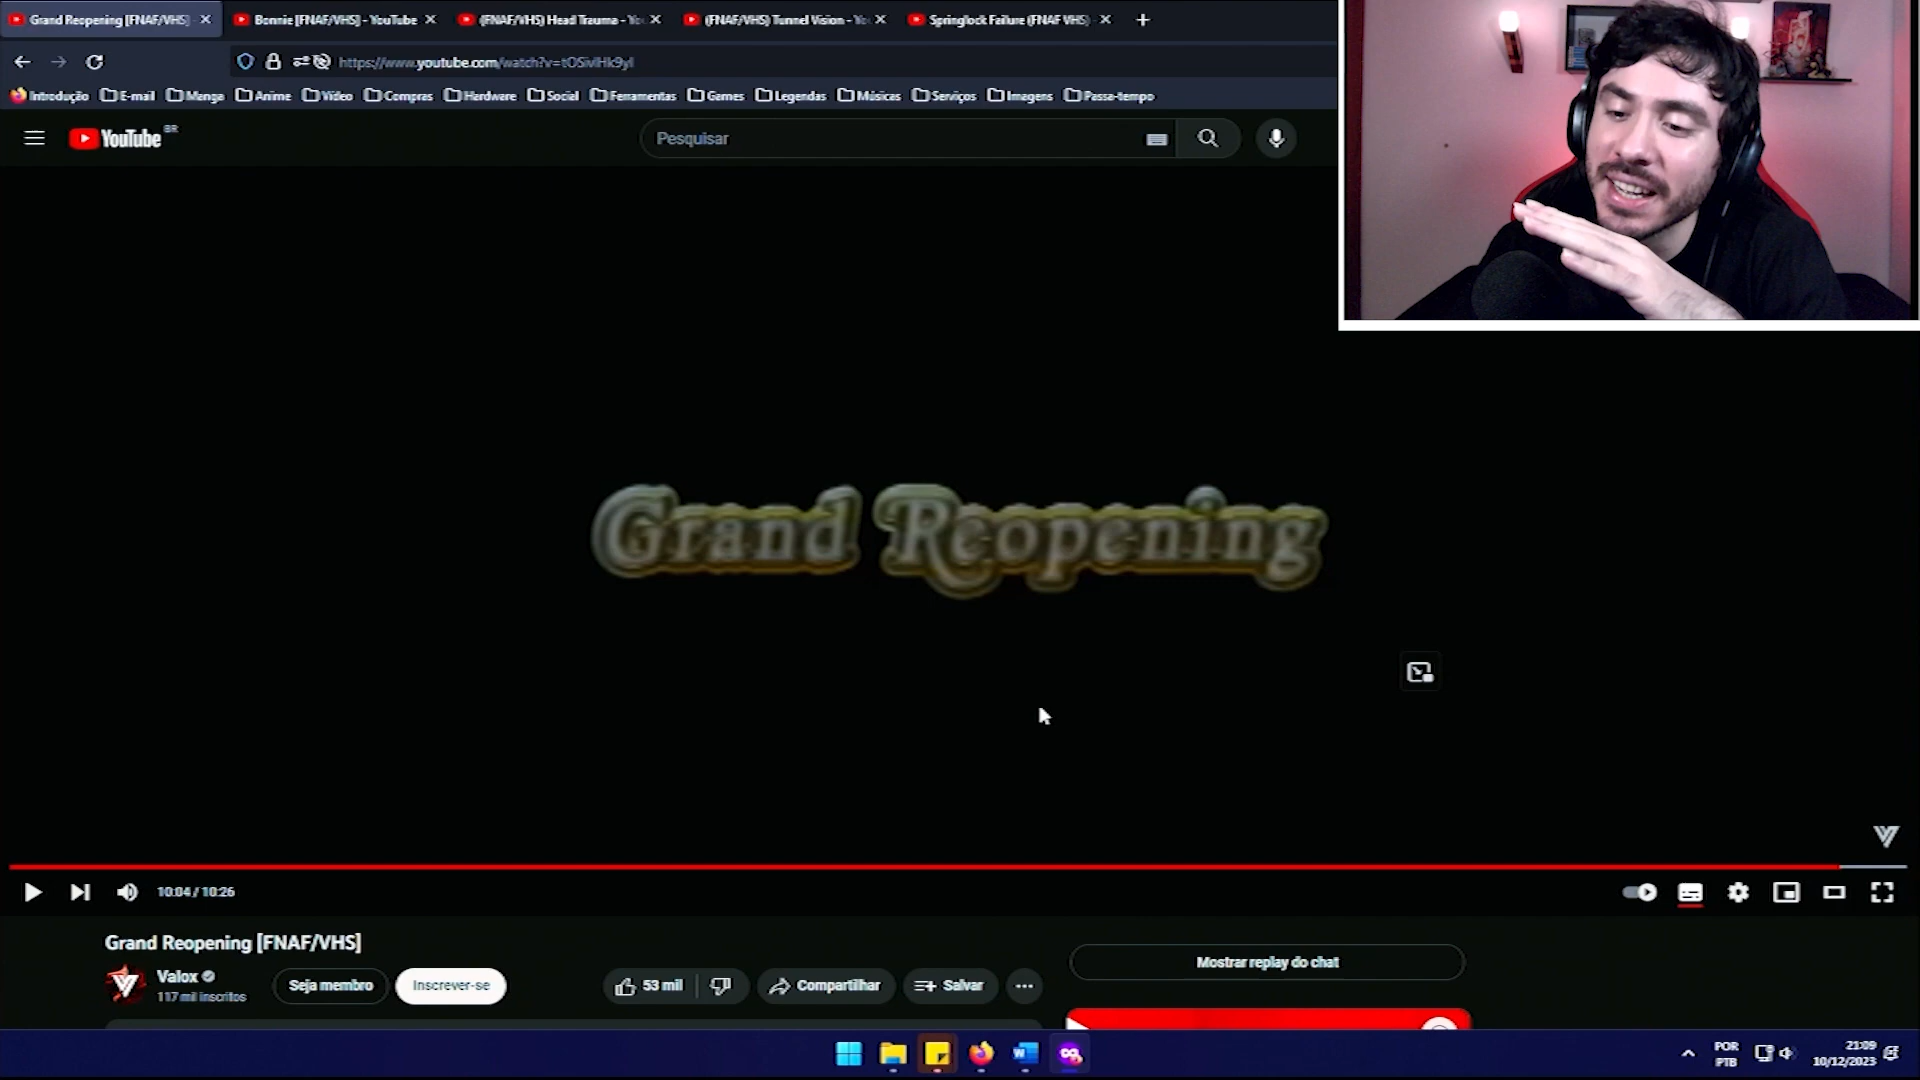 Grand Reopening [FNAF/VHS]
Bonnie [FNAF/VHS] - YouTube
(FNAF/VHS) Head Trauma - Yo
(FNAF/VHS) Tunnel Vision - Yo
Springlock Failure (FNAF VHS)
https://www.youtube.com/watch?v=tOSivlHk9yI
Introdução E-mail Manga Anime Vídeo Compras Hardware Social Ferramentas Games Legendas Músicas Serviços Imagens Passa-tempo
YouTube BR
Pesquisar
Grand Reopening
10:04 / 10:26
Grand Reopening [FNAF/VHS]
Valox
117 mil inscritos
Seja membro
Inscrever-se
53 mil
Compartilhar
Salvar
Mostrar replay do chat
POR
PTB
21:09
10/12/2023